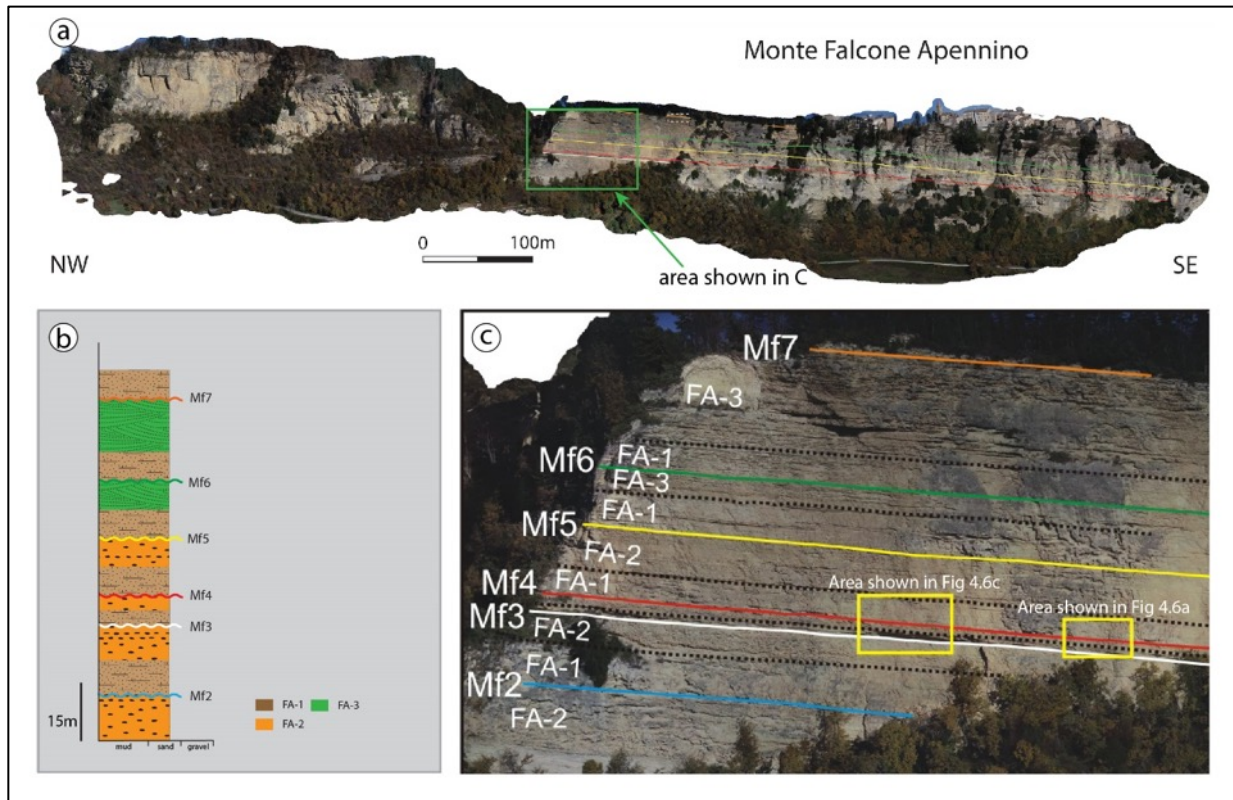 a
Monte Falcone Apennino
0 100m
NW
area shown in C
SE
b
Mf7
Mf6
Mf5
Mf4
Mf3
Mf2
15m
FA-1 FA-3
FA-2
mud sand gravel
c
Mf7
FA-3
FA-1
Mf6
FA-3
FA-1
Mf5
FA-2
Area shown in Fig 4.6c
Area shown in Fig 4.6a
Mf4
FA-1
Mf3
FA-2
FA-1
Mf2
FA-2